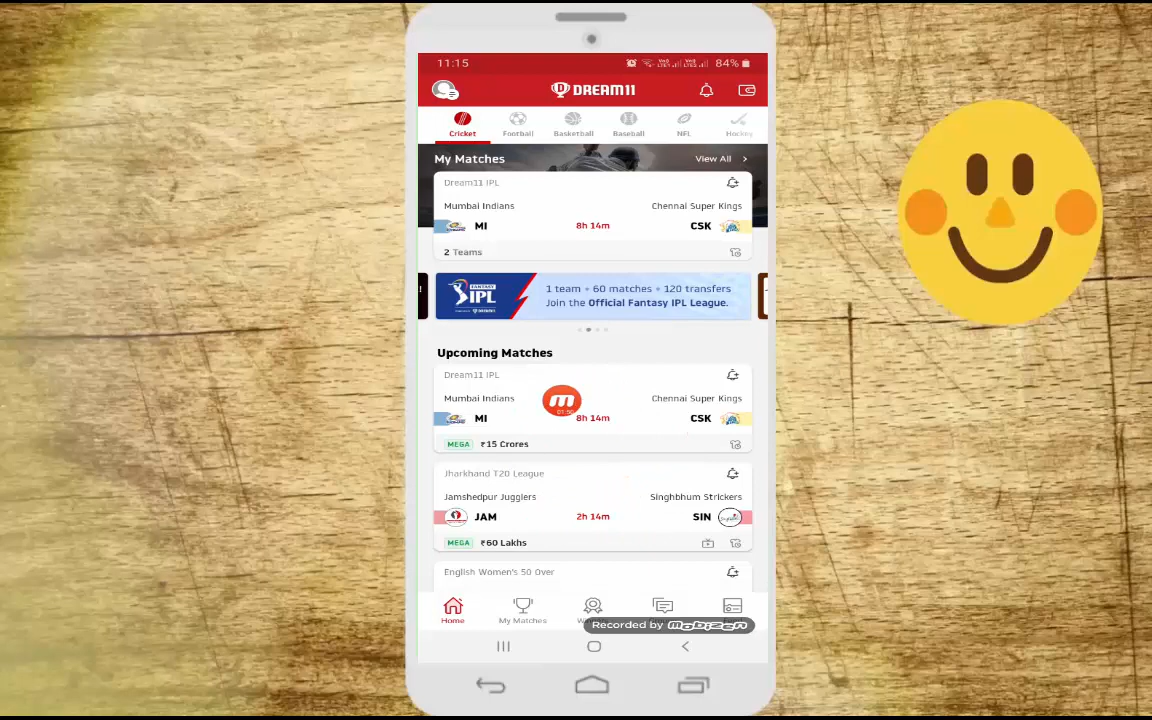 11:15 84%
DREAM11
Cricket Football Basketball Baseball NFL Hockey
My Matches View All >
Dream11 IPL
Mumbai Indians Chennai Super Kings
MI 8h 14m CSK
2 Teams
FANTASY IPL
1 team • 60 matches • 120 transfers
Join the Official Fantasy IPL League.
Upcoming Matches
Dream11 IPL
Mumbai Indians Chennai Super Kings
MI 8h 14m CSK
MEGA ₹15 Crores
Jharkhand T20 League
Jamshedpur Jugglers Singhbhum Strickers
JAM 2h 14m SIN
MEGA ₹60 Lakhs
English Women's 50 Over
Home My Matches
Recorded by MOBIZEN